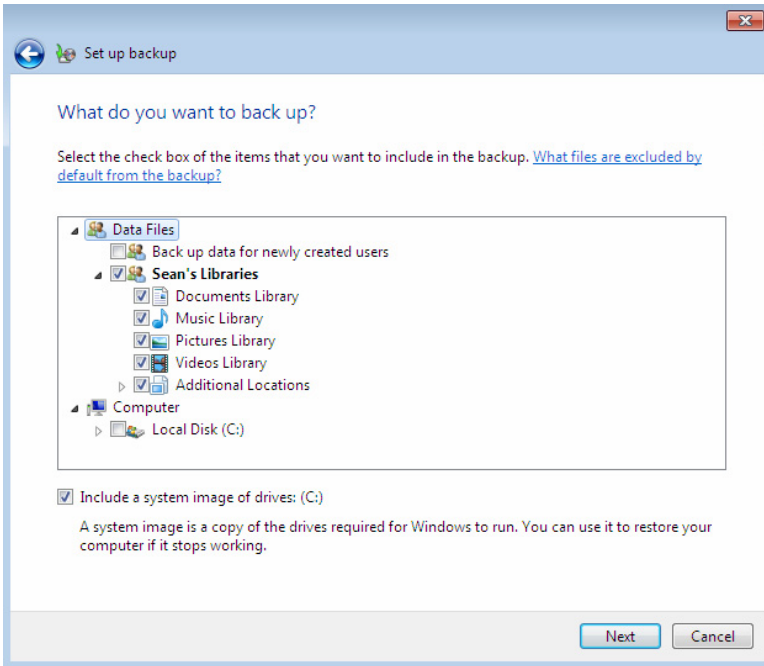 Set up backup
What do you want to back up?
Select the check box of the items that you want to include in the backup. What files are excluded by
default from the backup?
Data Files
Back up data for newly created users
Sean's Libraries
Documents Library
Music Library
Pictures Library
Videos Library
Additional Locations
Computer
Local Disk (C:)
Include a system image of drives: (C:)
A system image is a copy of the drives required for Windows to run. You can use it to restore your
computer if it stops working.
Next Cancel